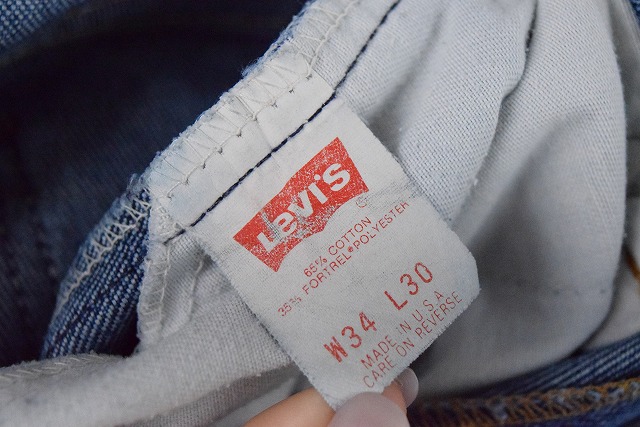 Levi's ©
65% COTTON
35% FORTREL® POLYESTER
W34 L30
MADE IN U.S.A
CARE ON REVERSE